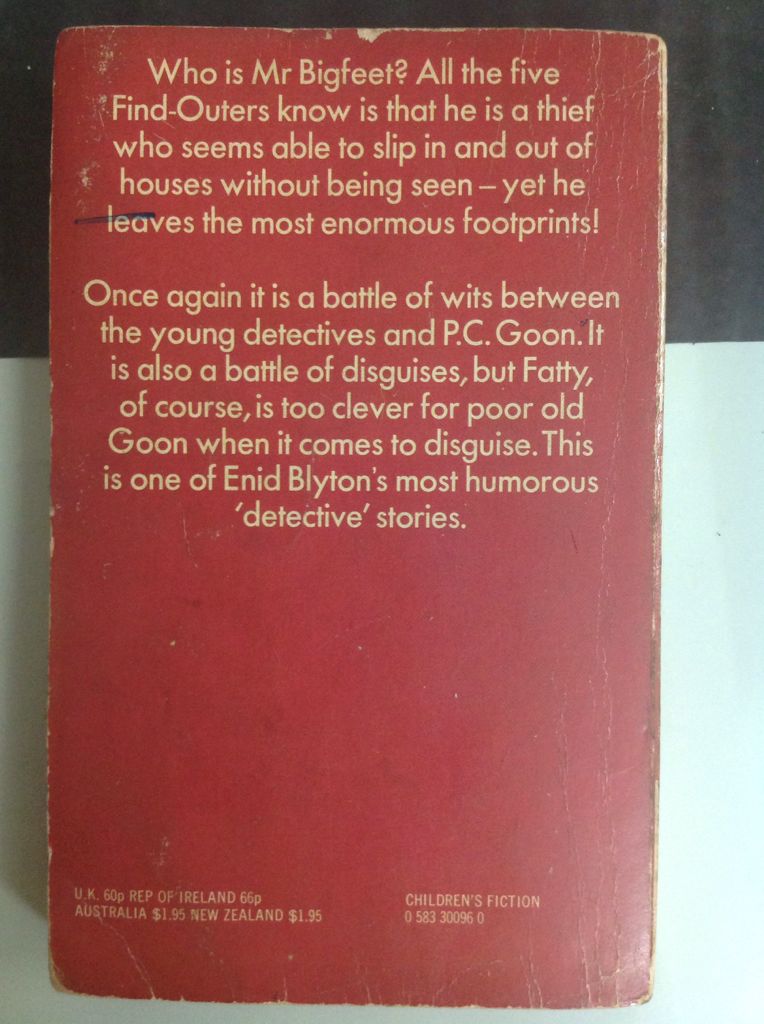 Who is Mr Bigfeet? All the five
Find-Outers know is that he is a thief
who seems able to slip in and out of
houses without being seen – yet he
leaves the most enormous footprints!
Once again it is a battle of wits between
the young detectives and P.C. Goon. It
is also a battle of disguises, but Fatty,
of course, is too clever for poor old
Goon when it comes to disguise. This
is one of Enid Blyton's most humorous
'detective' stories.
U.K. 60p REP OF IRELAND 66p
AUSTRALIA $1.95 NEW ZEALAND $1.95
CHILDREN'S FICTION
0 583 30096 0